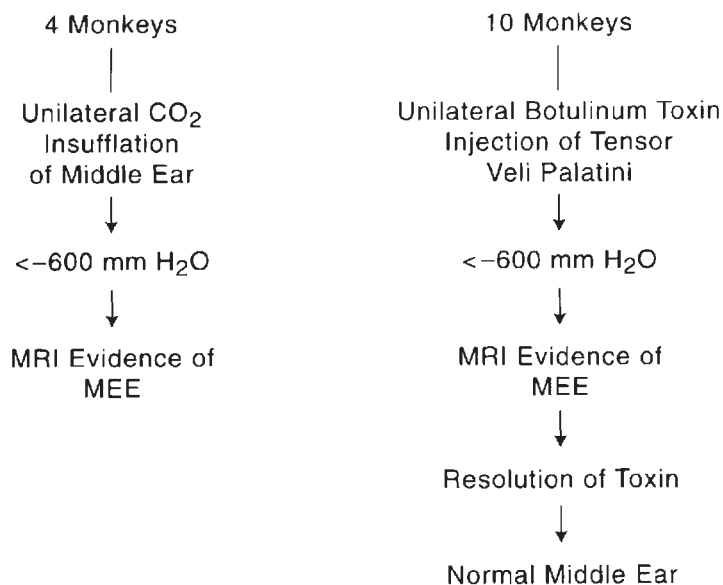 4 Monkeys
Unilateral CO2
Insufflation
of Middle Ear
<–600 mm H2O
MRI Evidence of
MEE
10 Monkeys
Unilateral Botulinum Toxin
Injection of Tensor
Veli Palatini
<–600 mm H2O
MRI Evidence of
MEE
Resolution of Toxin
Normal Middle Ear